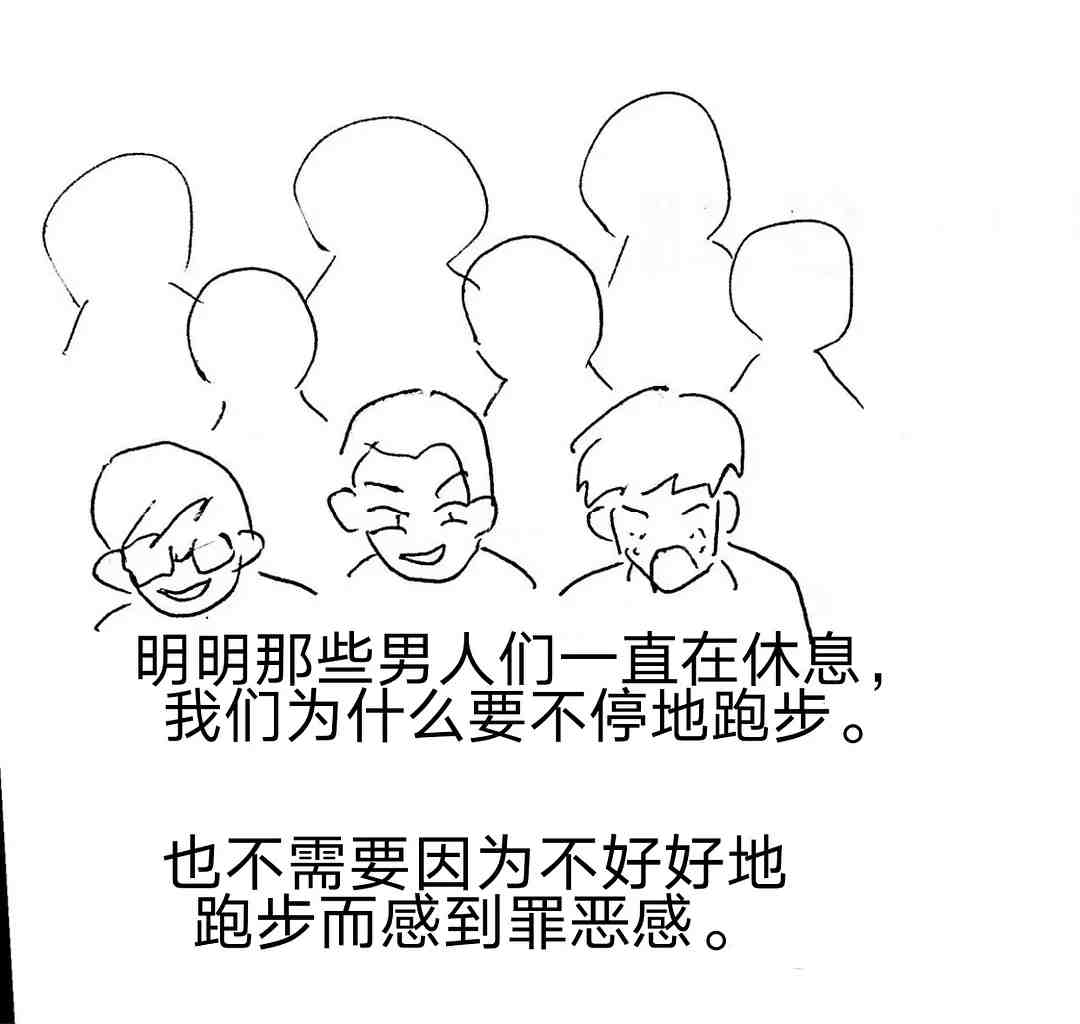 明明那些男人们一直在休息，
我们为什么要不停地跑步。
也不需要因为不好好地
跑步而感到罪恶感。